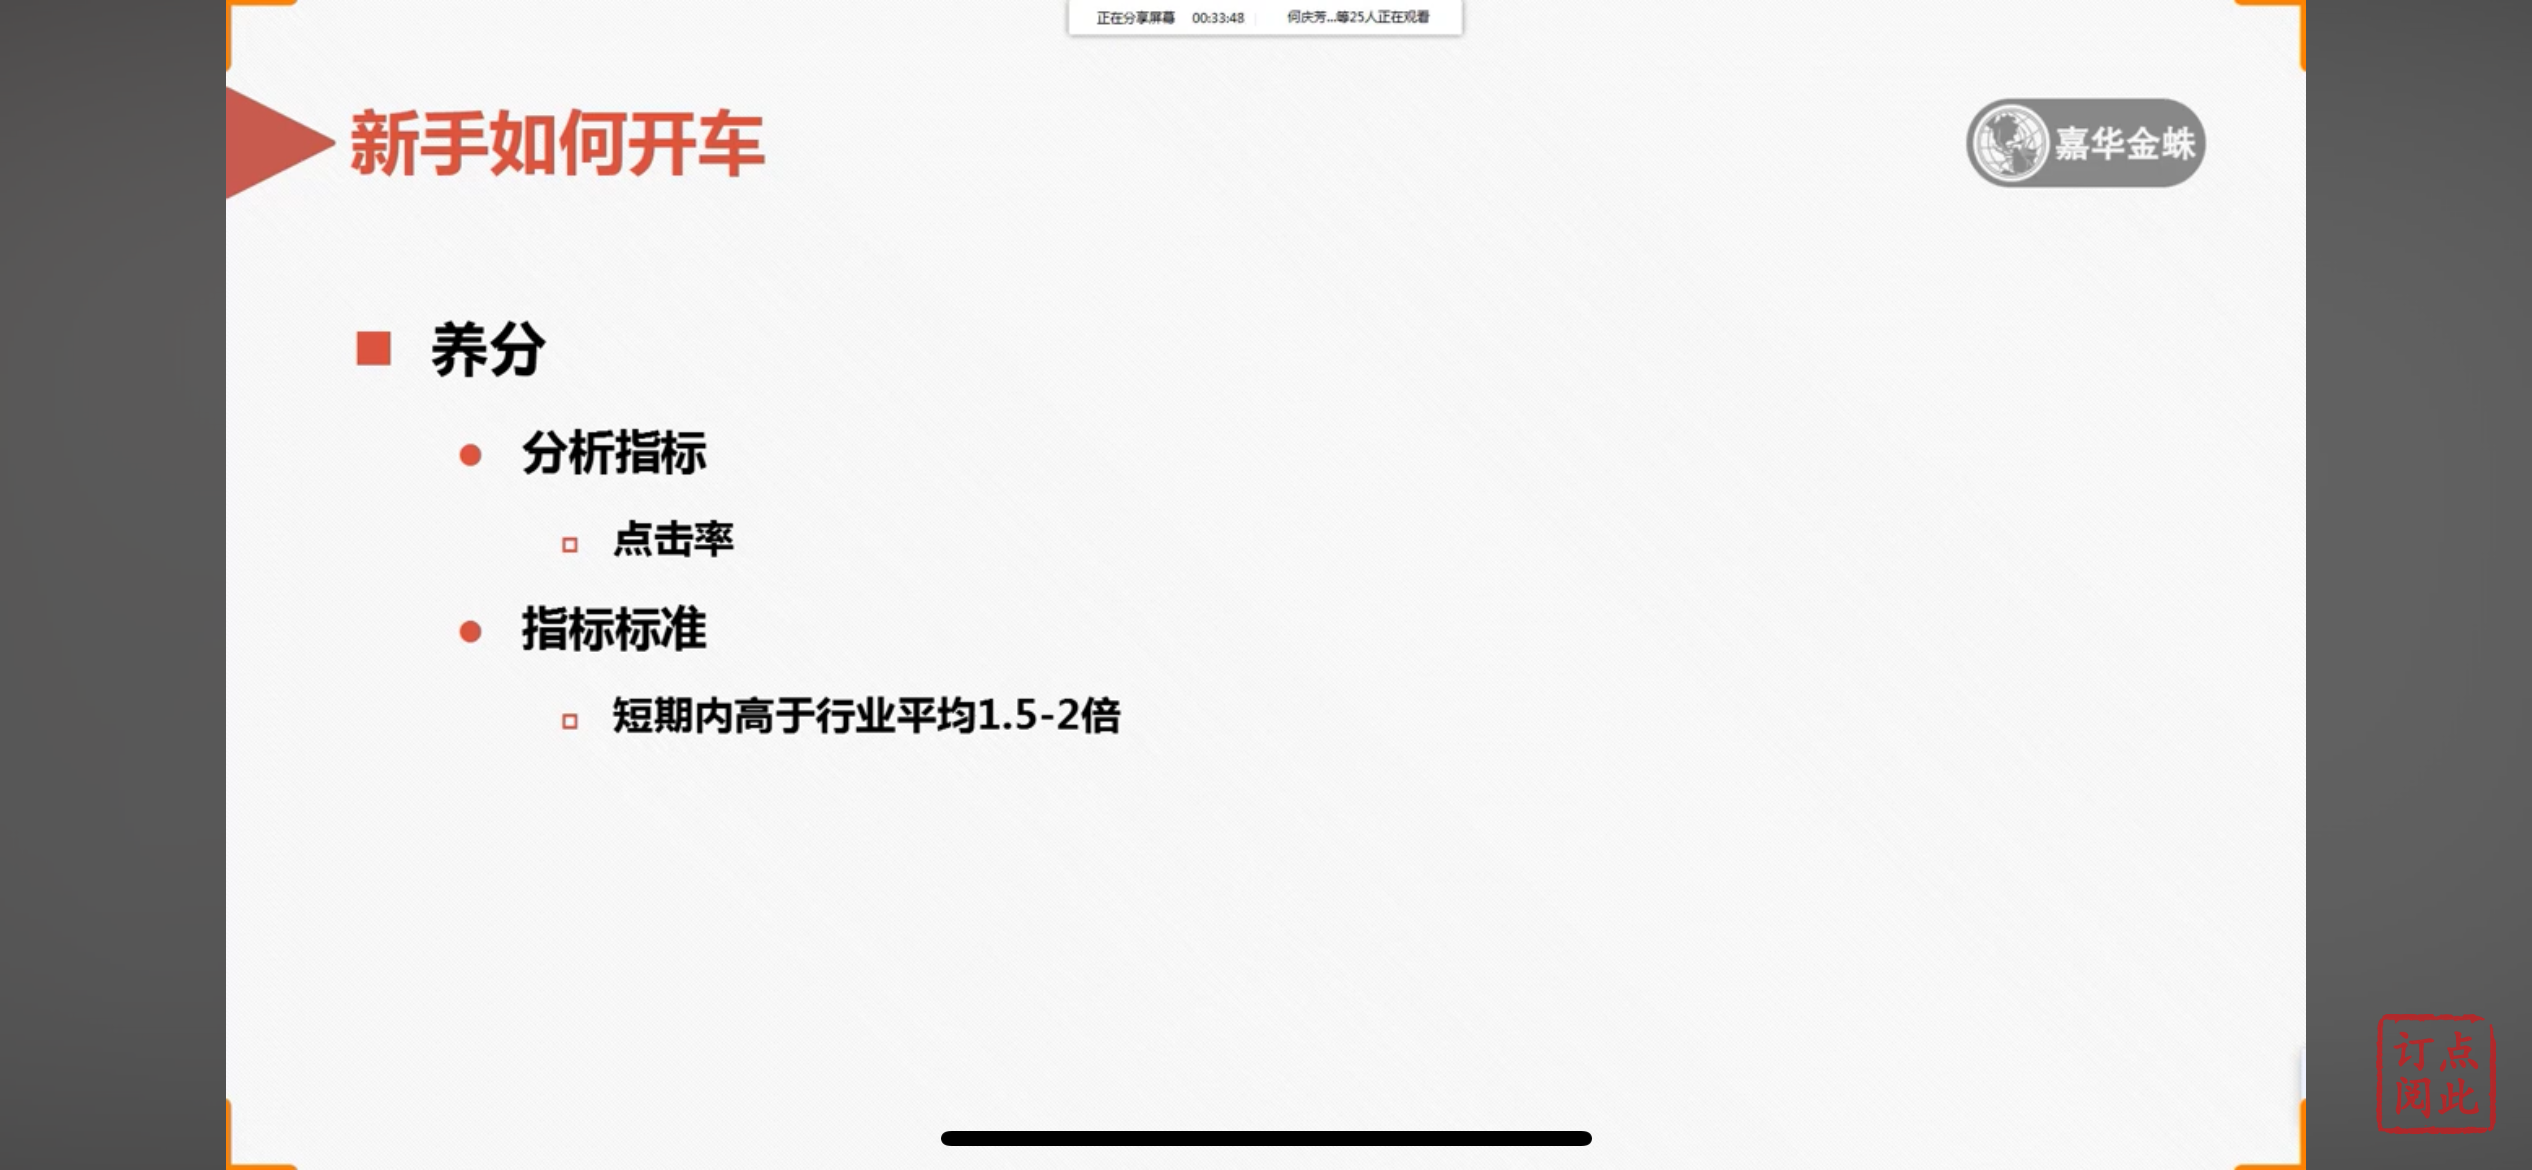 正在分享屏幕 00:33:48 何庆芳...等25人正在观看
新手如何开车
嘉华金蛛
养分
分析指标
点击率
指标标准
短期内高于行业平均1.5-2倍
点此
订阅